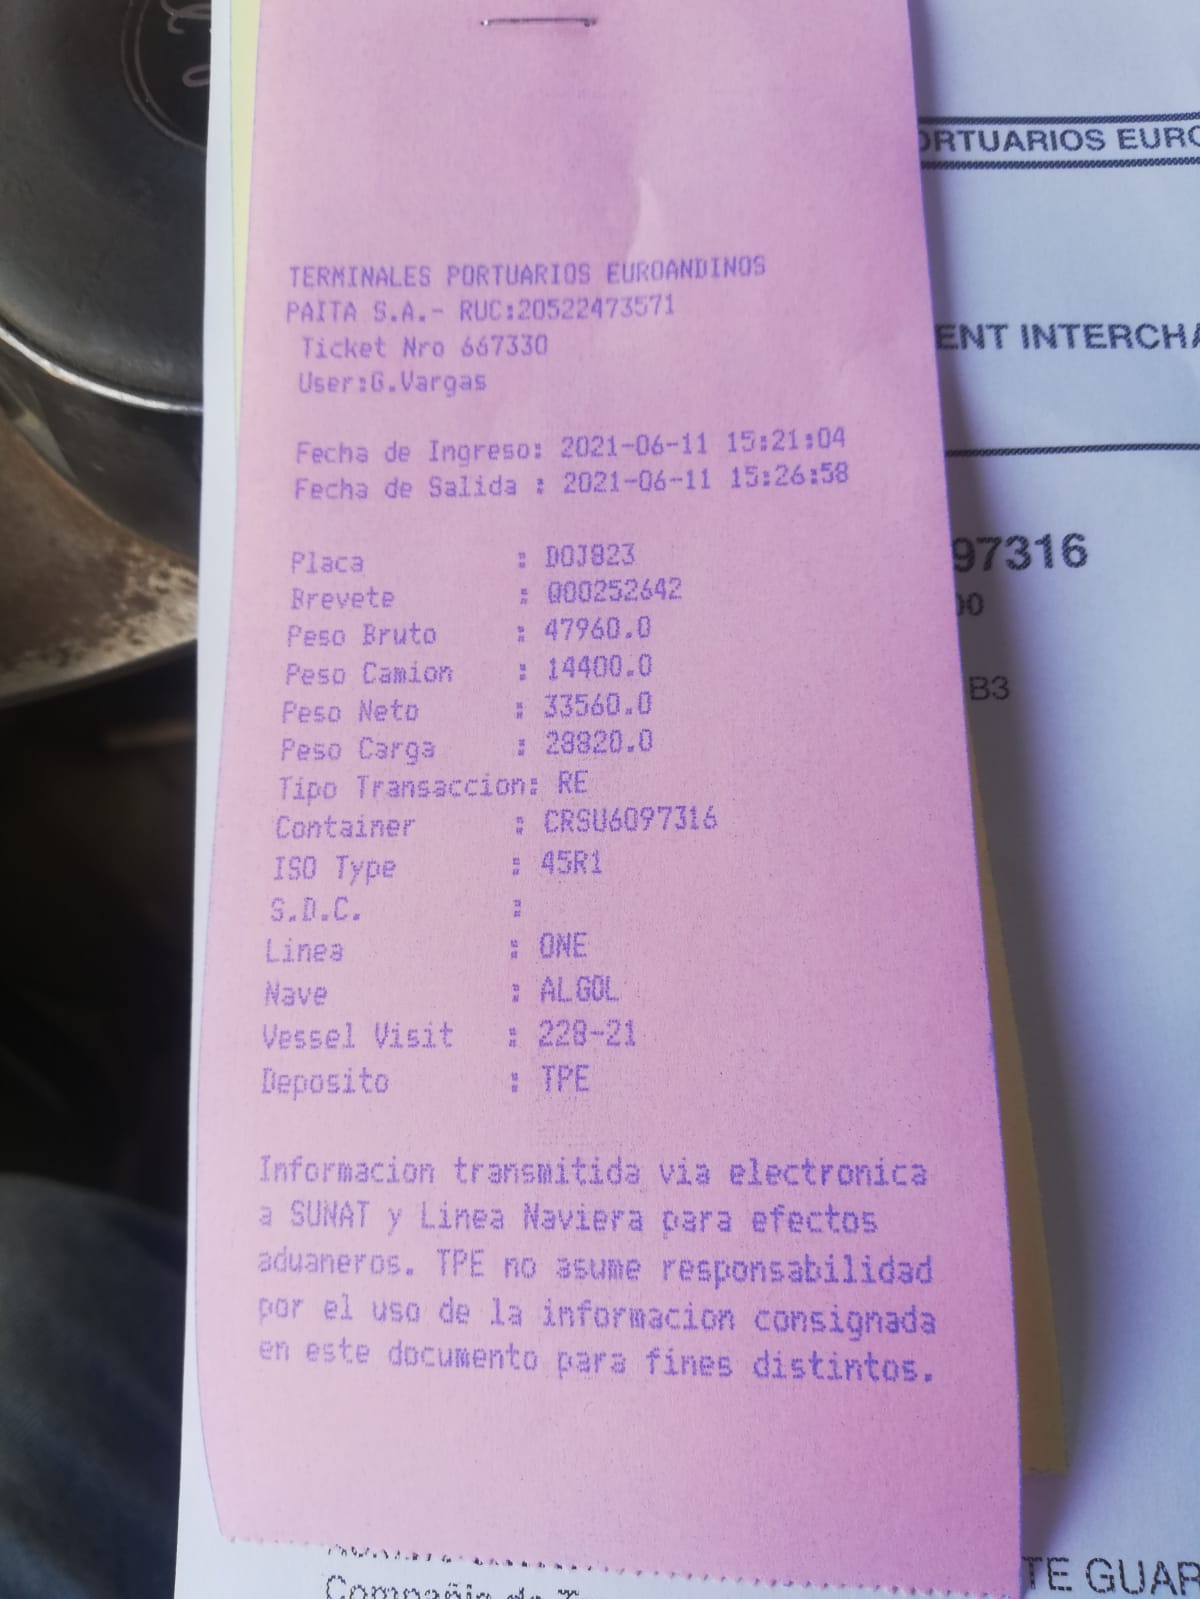 TERMINALES PORTUARIOS EUROANDINOS
PAITA S.A.- RUC:20522473571
Ticket Nro 667330
User:G.Vargas
Fecha de Ingreso: 2021-06-11 15:21:04
Fecha de Salida : 2021-06-11 15:26:58
Placa : DOJ823
Brevete : Q00252642
Peso Bruto : 47960.0
Peso Camion : 14400.0
Peso Neto : 33560.0
Peso Carga : 28820.0
Tipo Transaccion: RE
Container : CRSU6097316
ISO Type : 45R1
S.D.C. :
Linea : ONE
Nave : ALGOL
Vessel Visit : 228-21
Deposito : TPE
Informacion transmitida via electronica
a SUNAT y Linea Naviera para efectos
aduaneros. TPE no asume responsabilidad
por el uso de la informacion consignada
en este documento para fines distintos.
ORTUARIOS EURO
ENT INTERCHA
97316
00
B3
TE GUAR